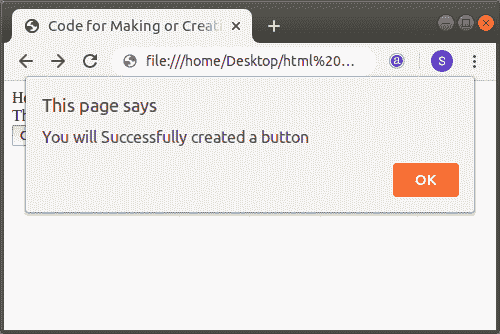 Code for Making or Creati
file:///home/Desktop/html%20...
S
He
Th
This page says
You will Successfully created a button
OK